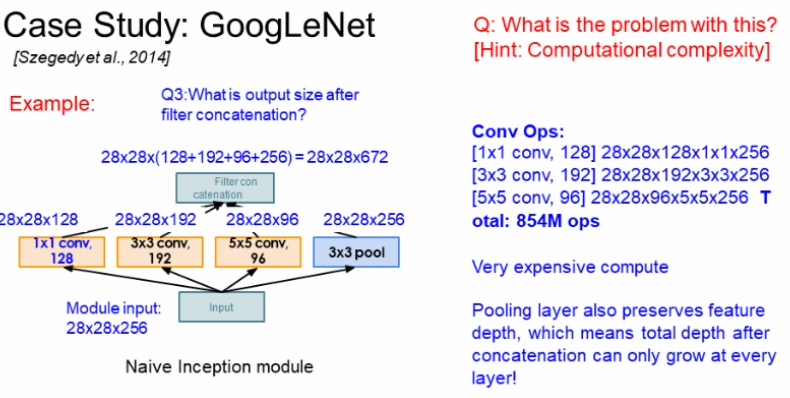 Case Study: GoogLeNet
[Szegedyet al., 2014]
Example:
Q3:What is output size after
filter concatenation?
28x28x(128+192+96+256) = 28x28x672
Filter con
catenation
28x28x128
28x28x192
28x28x96
28x28x256
1x1 conv,
128
3x3 conv,
192
5x5 conv,
96
3x3 pool
Module input:
28x28x256
Input
Naive Inception module
Q: What is the problem with this?
[Hint: Computational complexity]
Conv Ops:
[1x1 conv, 128] 28x28x128x1x1x256
[3x3 conv, 192] 28x28x192x3x3x256
[5x5 conv, 96] 28x28x96x5x5x256 T
otal: 854M ops
Very expensive compute
Pooling layer also preserves feature
depth, which means total depth after
concatenation can only grow at every
layer!